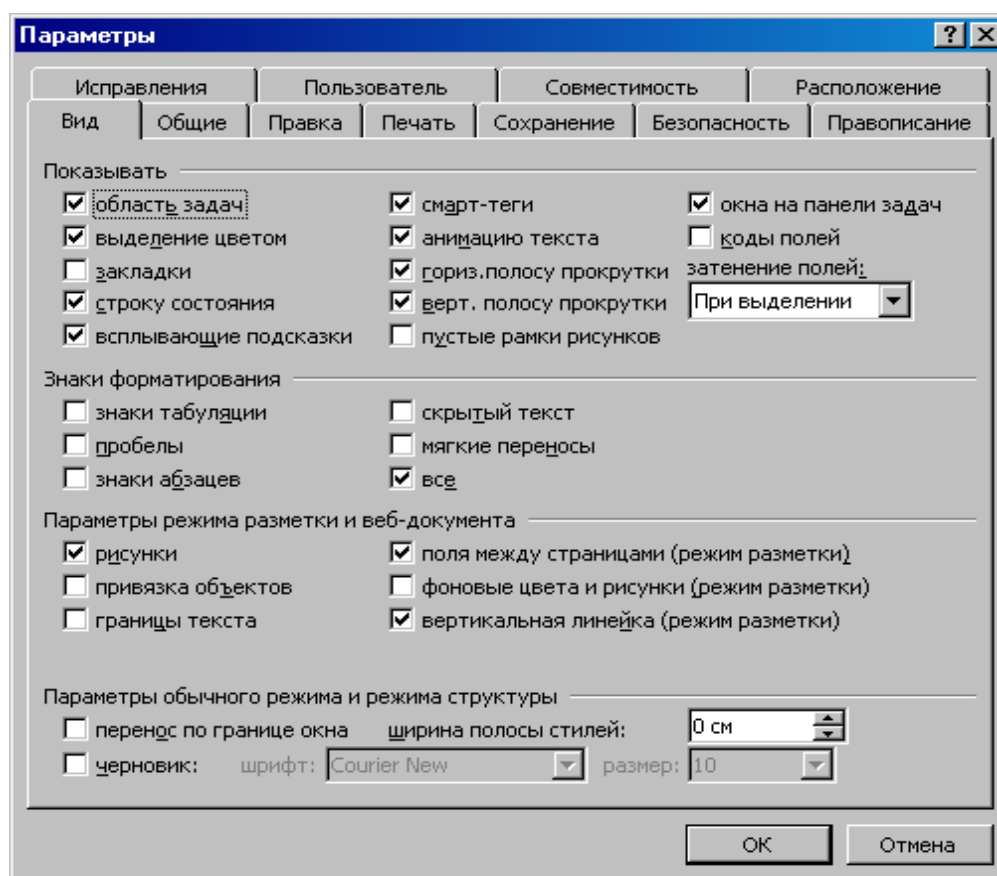 Параметры
Исправления Пользователь Совместимость Расположение
Вид Общие Правка Печать Сохранение Безопасность Правописание
Показывать
область задач смарт-теги окна на панели задач
выделение цветом анимацию текста коды полей
закладки гориз.полосу прокрутки затенение полей:
строку состояния верт. полосу прокрутки При выделении
всплывающие подсказки пустые рамки рисунков
Знаки форматирования
знаки табуляции скрытый текст
пробелы мягкие переносы
знаки абзацев все
Параметры режима разметки и веб-документа
рисунки поля между страницами (режим разметки)
привязка объектов фоновые цвета и рисунки (режим разметки)
границы текста вертикальная линейка (режим разметки)
Параметры обычного режима и режима структуры
перенос по границе окна ширина полосы стилей: 0 см
черновик: шрифт: Courier New размер: 10
ОК Отмена